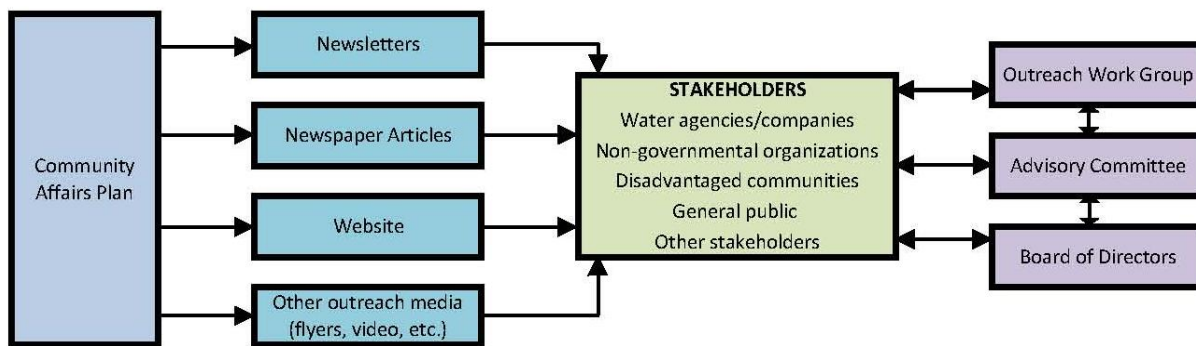 Community
Affairs Plan
Newsletters
Newspaper Articles
Website
Other outreach media
(flyers, video, etc.)
STAKEHOLDERS
Water agencies/companies
Non-governmental organizations
Disadvantaged communities
General public
Other stakeholders
Outreach Work Group
Advisory Committee
Board of Directors